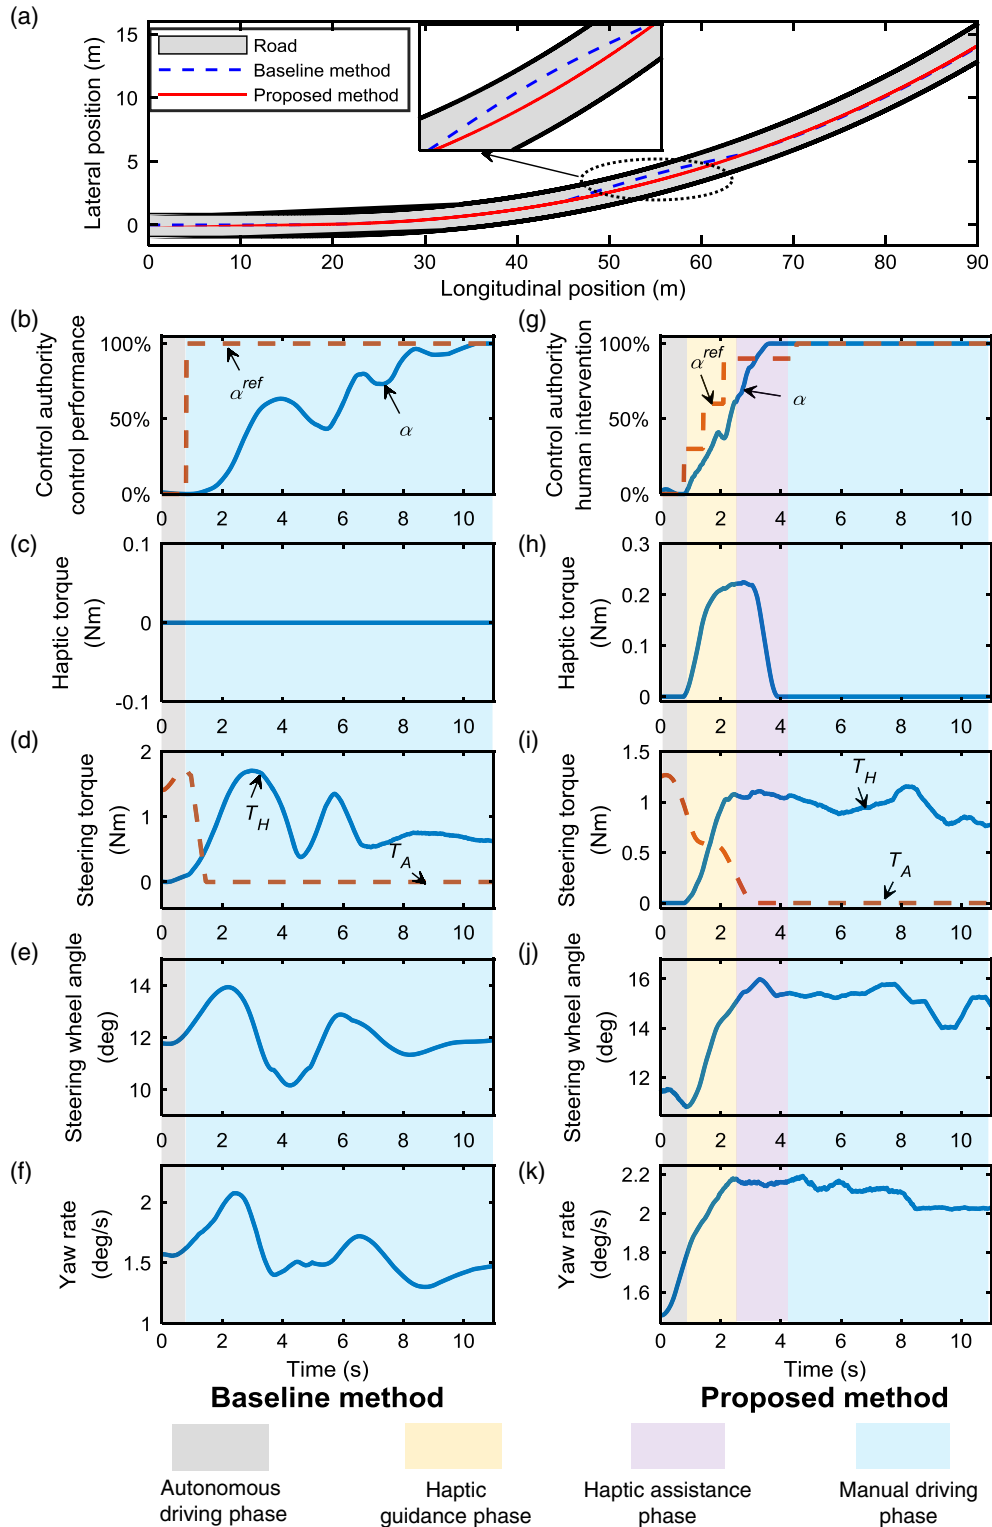 (a)
Lateral position (m)
15
10
5
0
Road
Baseline method
Proposed method
0 10 20 30 40 50 60 70 80 90
Longitudinal position (m)
(b)
Control authority
control performance
100%
50%
0%
α^ref
α
0 2 4 6 8 10
(g)
Control authority
human intervention
100%
50%
0%
α^ref
α
0 2 4 6 8 10
(c)
Haptic torque
(Nm)
0.1
0
-0.1
0 2 4 6 8 10
(h)
Haptic torque
(Nm)
0.3
0.2
0.1
0
0 2 4 6 8 10
(d)
Steering torque
(Nm)
2
1
0
T_H
T_A
0 2 4 6 8 10
(i)
Steering torque
(Nm)
1.5
1
0.5
0
T_H
T_A
0 2 4 6 8 10
(e)
Steering wheel angle
(deg)
14
12
10
0 2 4 6 8 10
(j)
Steering wheel angle
(deg)
16
14
12
0 2 4 6 8 10
(f)
Yaw rate
(deg/s)
2
1.5
1
0 2 4 6 8 10
Time (s)
Baseline method
(k)
Yaw rate
(deg/s)
2.2
2
1.8
1.6
0 2 4 6 8 10
Time (s)
Proposed method
Autonomous
driving phase
Haptic
guidance phase
Haptic assistance
phase
Manual driving
phase